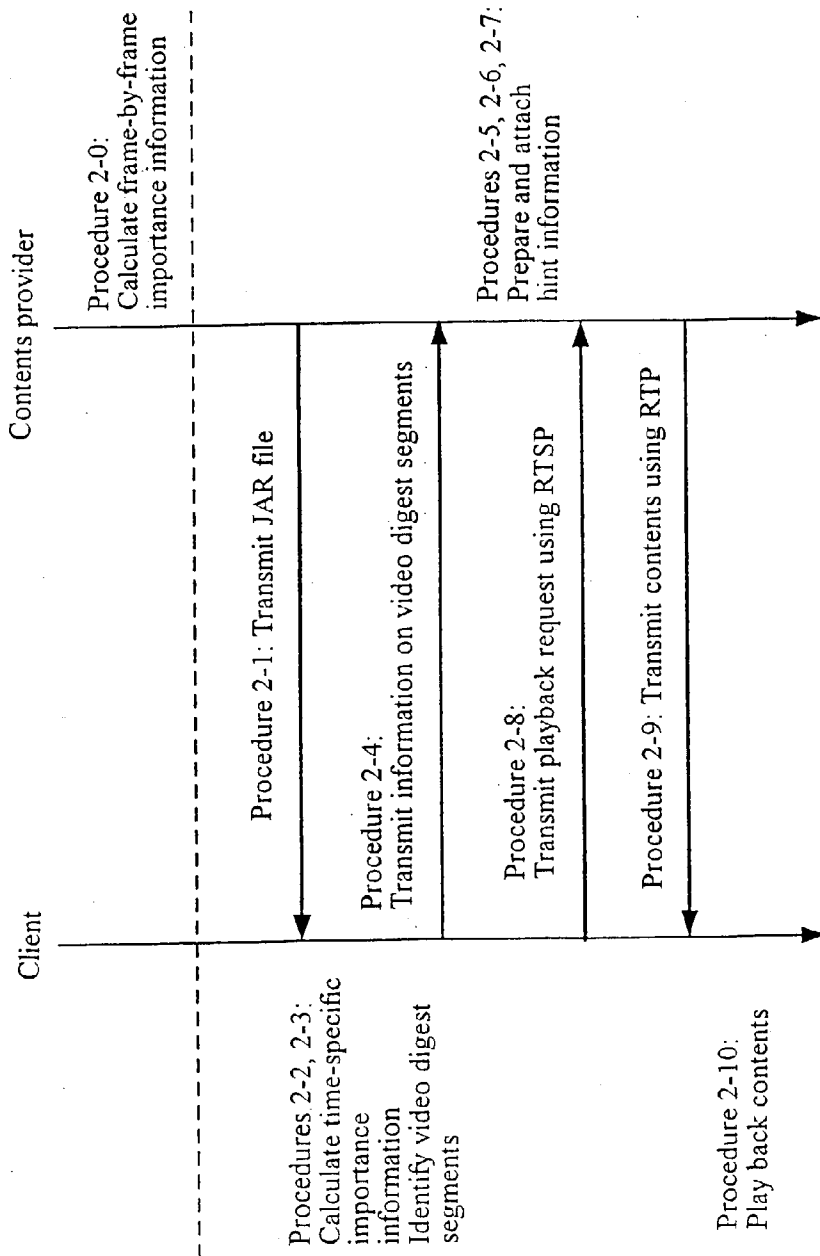 Client
Contents provider
Procedure 2-0:
Calculate frame-by-frame
importance information
Procedure 2-1: Transmit JAR file
Procedures 2-2, 2-3:
Calculate time-specific
importance
information
Identify video digest
segments
Procedure 2-4:
Transmit information on video digest segments
Procedures 2-5, 2-6, 2-7:
Prepare and attach
hint information
Procedure 2-8:
Transmit playback request using RTSP
Procedure 2-9: Transmit contents using RTP
Procedure 2-10:
Play back contents